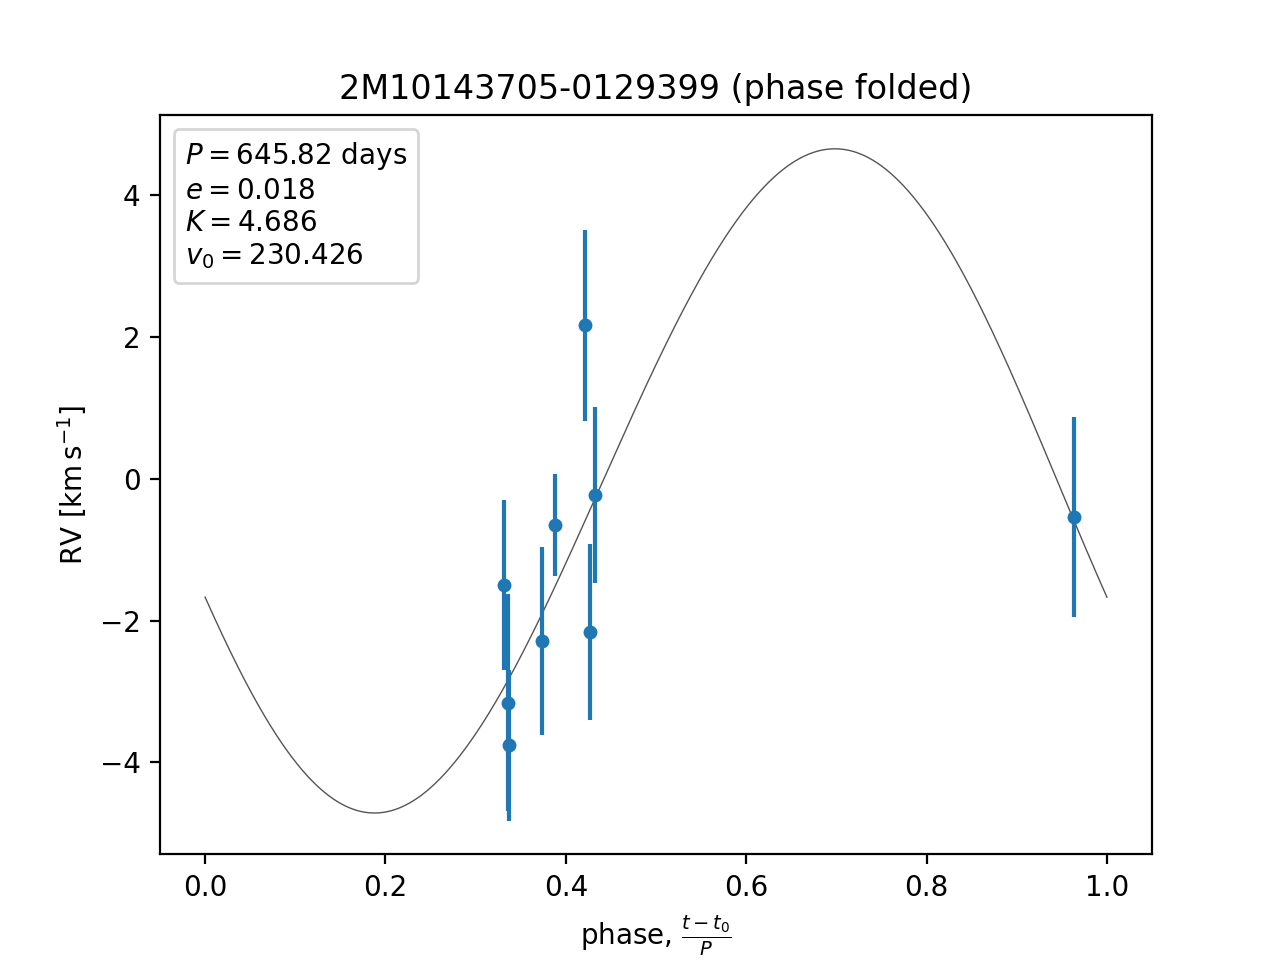 2M10143705-0129399 (phase folded)
P = 645.82 days
e = 0.018
K = 4.686
v₀ = 230.426
RV [km s⁻¹]
4
2
0
−2
−4
0.0 0.2 0.4 0.6 0.8 1.0
phase, (t − t₀)/P